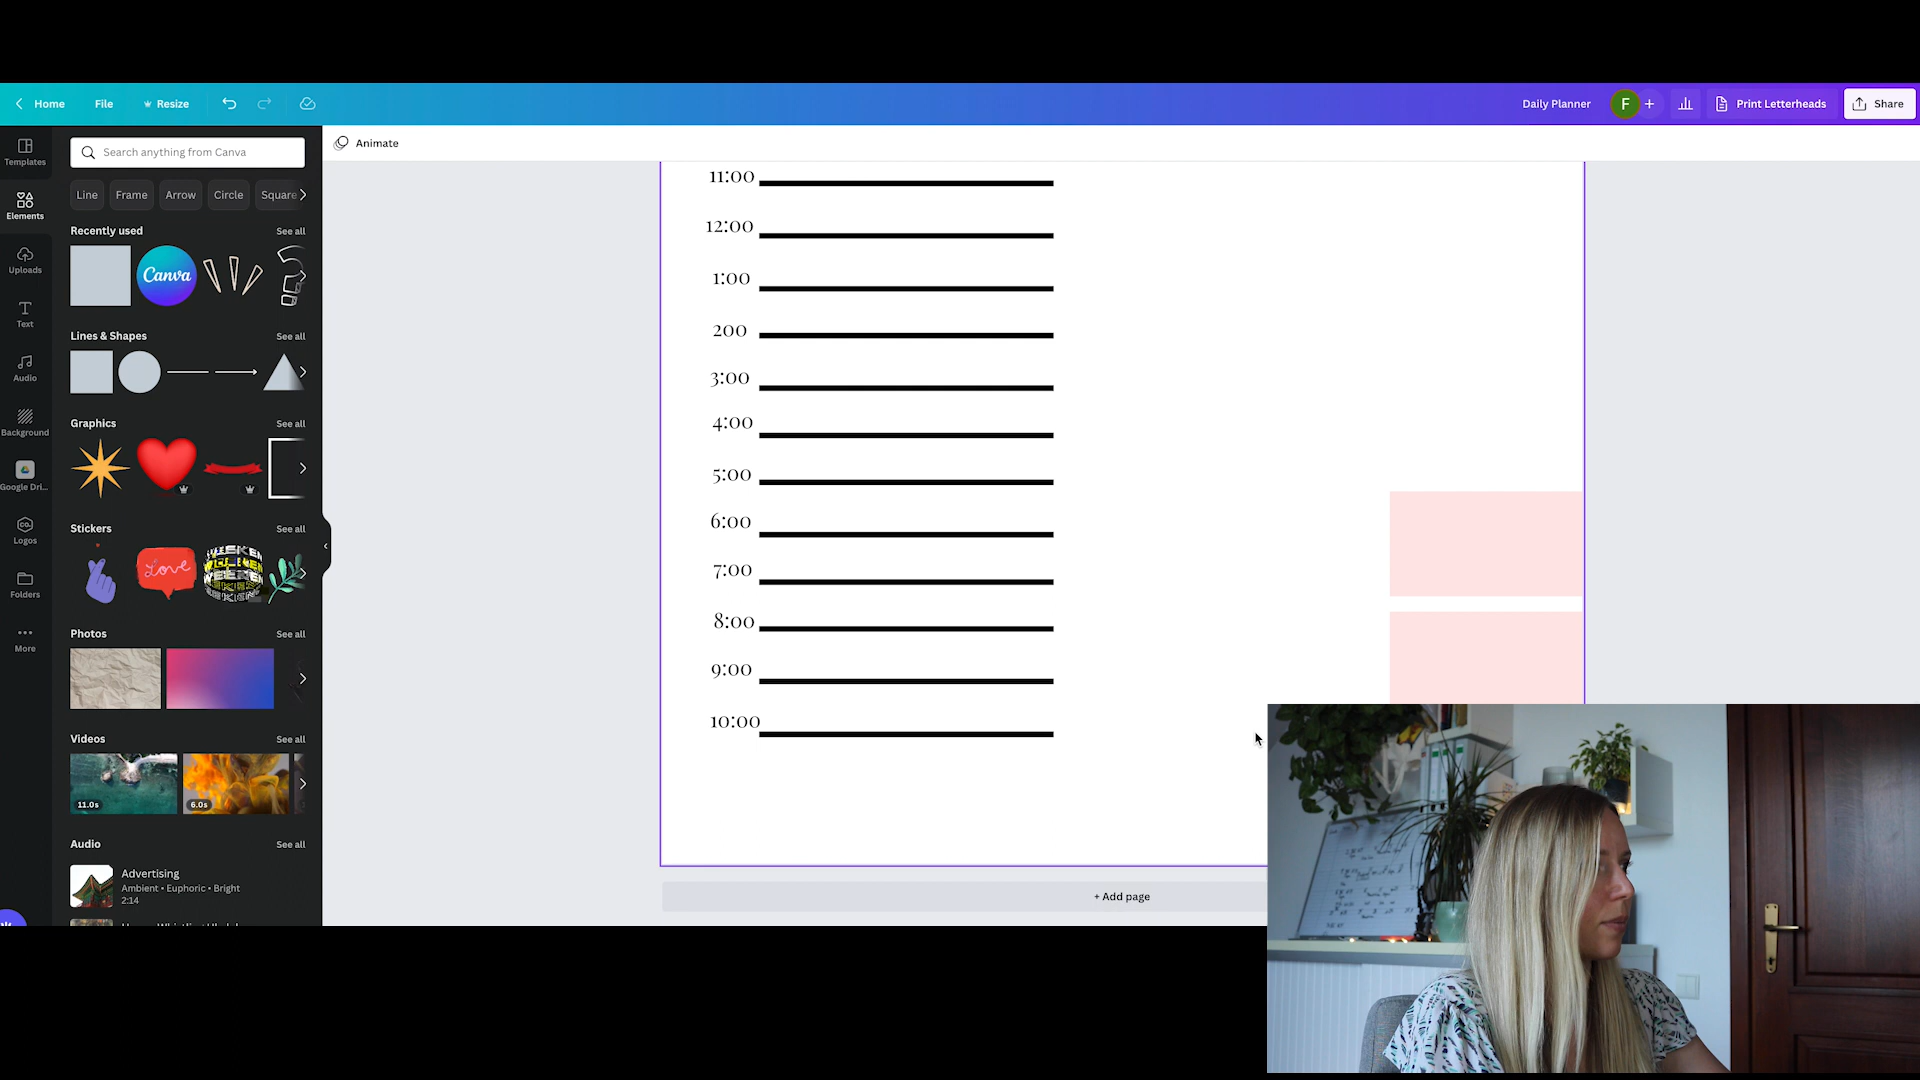 Home
File
Resize
Daily Planner
F
+
Print Letterheads
Share
Templates
Elements
Uploads
Text
Audio
Background
Google Dri...
CO.
Logos
Folders
More
Search anything from Canva
Line
Frame
Arrow
Circle
Square
Recently used
See all
Canva
Lines & Shapes
See all
Graphics
See all
Stickers
See all
Love
WEEKEN
Photos
See all
Videos
See all
11.0s
6.0s
Audio
See all
Advertising
Ambient • Euphoric • Bright
2:14
Animate
11:00
12:00
1:00
200
3:00
4:00
5:00
6:00
7:00
8:00
9:00
10:00
+ Add page